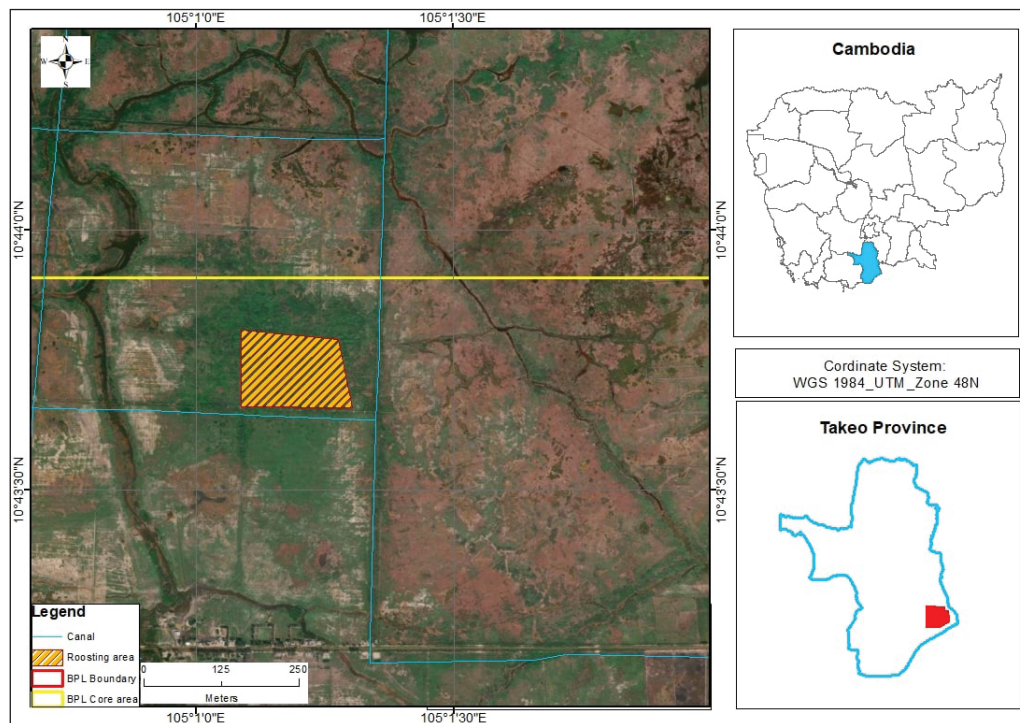 105°1'0"E 105°1'30"E
N
W E
S
10°44'0"N 10°44'0"N
10°43'30"N 10°43'30"N
Legend
Canal
Roosting area
BPL Boundary
BPL Core area
0 125 250
Meters
105°1'0"E 105°1'30"E
Cambodia
Cordinate System:
WGS 1984_UTM_Zone 48N
Takeo Province